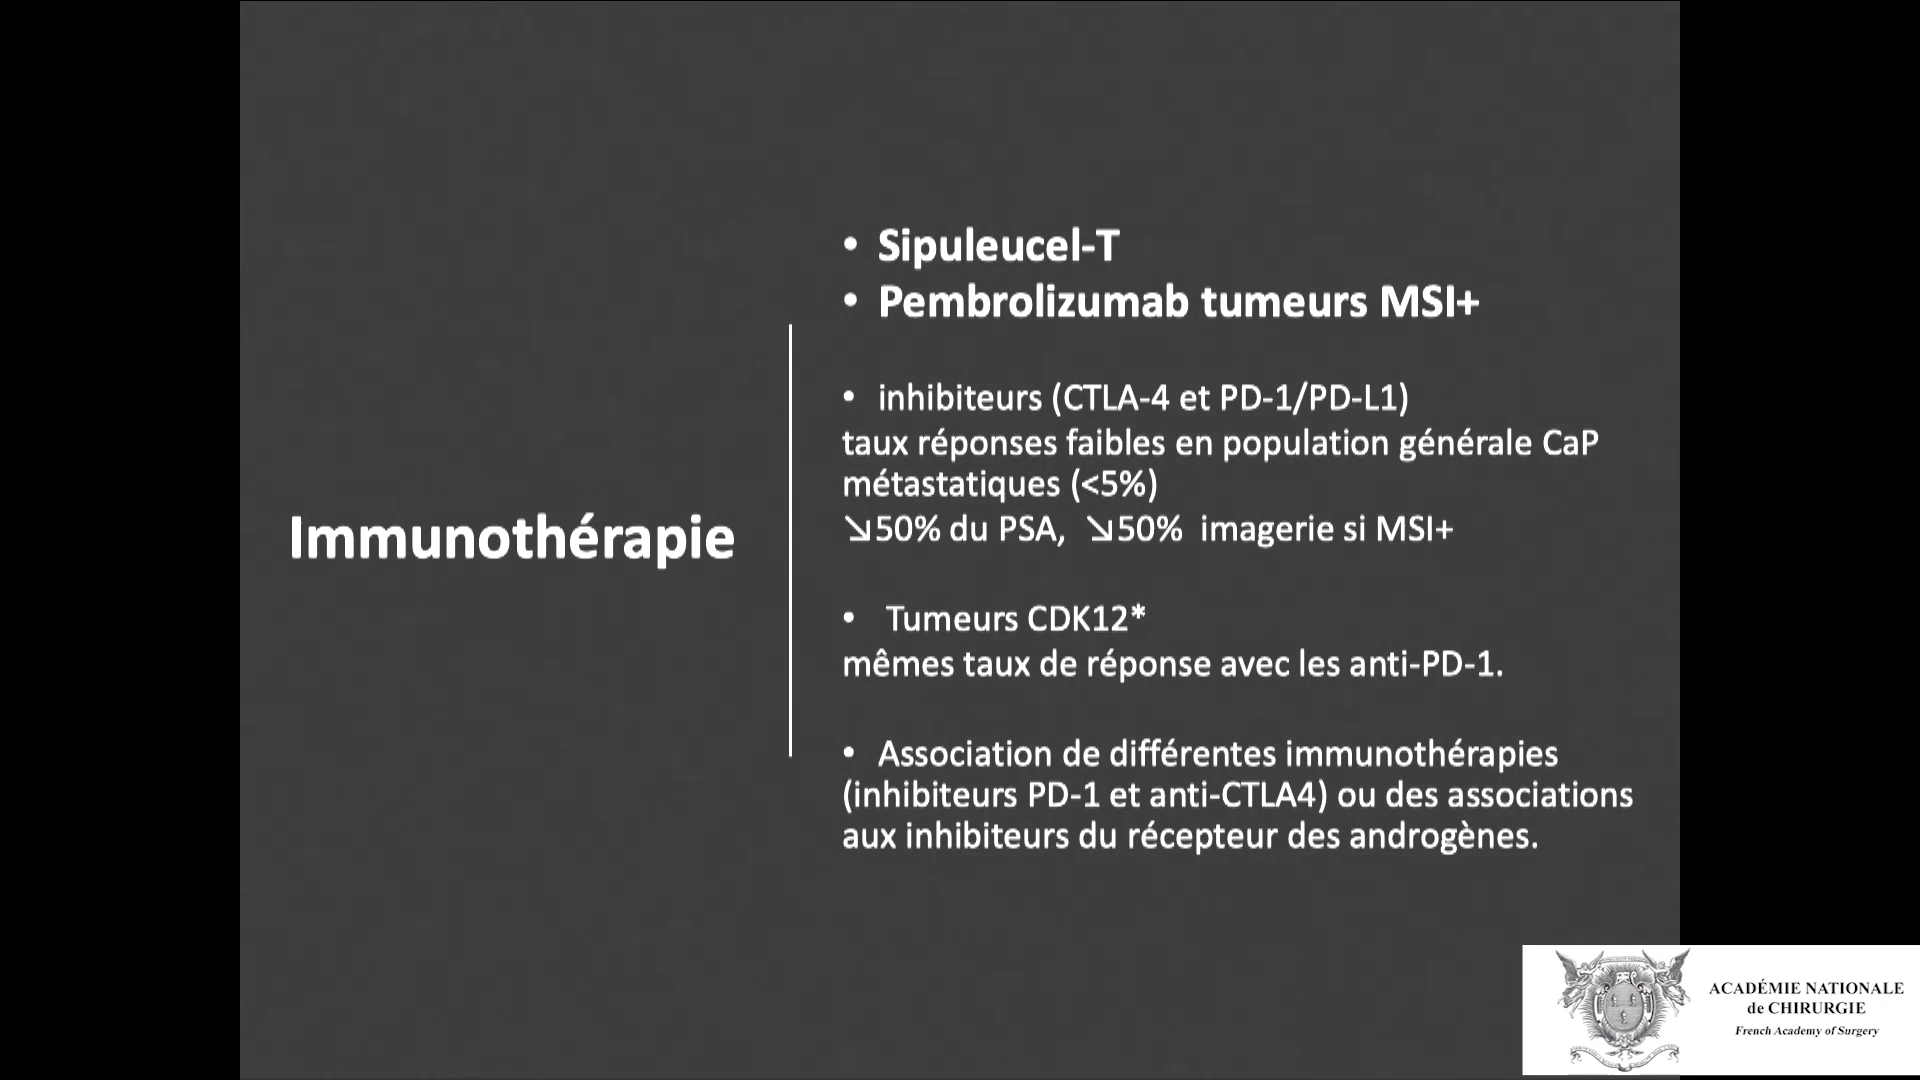 Immunothérapie
• Sipuleucel-T
• Pembrolizumab tumeurs MSI+
• inhibiteurs (CTLA-4 et PD-1/PD-L1)
taux réponses faibles en population générale CaP
métastatiques (<5%)
↘50% du PSA, ↘50% imagerie si MSI+
• Tumeurs CDK12*
mêmes taux de réponse avec les anti-PD-1.
• Association de différentes immunothérapies
(inhibiteurs PD-1 et anti-CTLA4) ou des associations
aux inhibiteurs du récepteur des androgènes.
ACADÉMIE NATIONALE
de CHIRURGIE
French Academy of Surgery